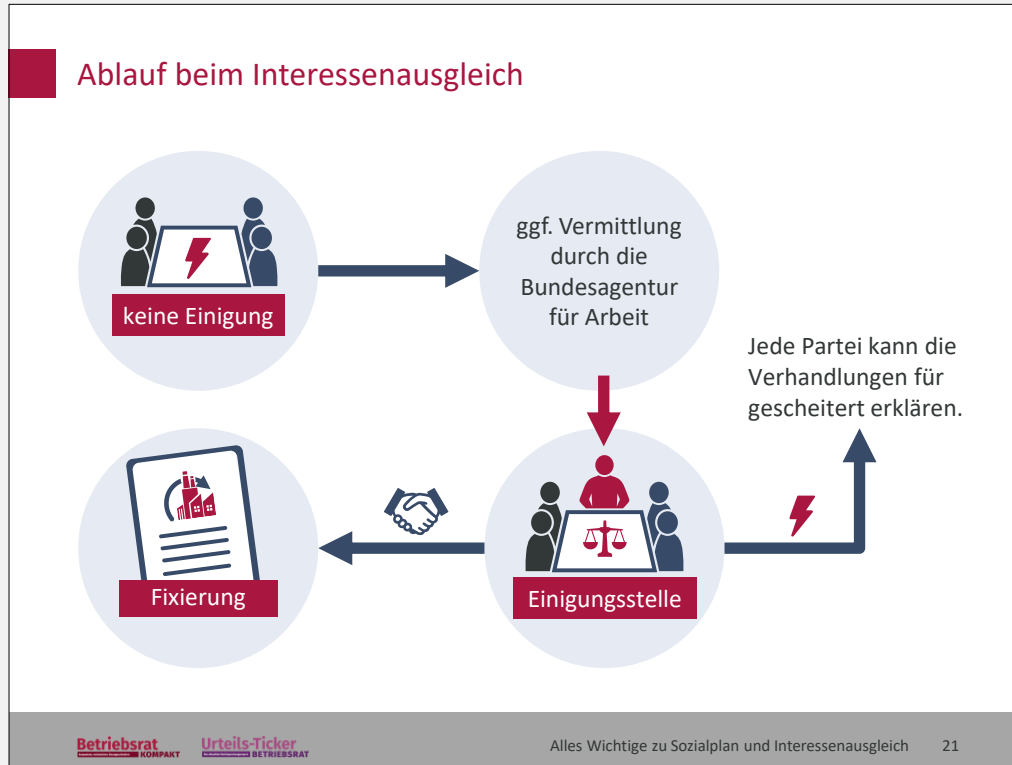 Ablauf beim Interessenausgleich
keine Einigung
ggf. Vermittlung
durch die
Bundesagentur
für Arbeit
Jede Partei kann die
Verhandlungen für
gescheitert erklären.
Fixierung
Einigungsstelle
Betriebsrat
KOMPAKT
Urteils-Ticker
BETRIEBSRAT
Alles Wichtige zu Sozialplan und Interessenausgleich 21